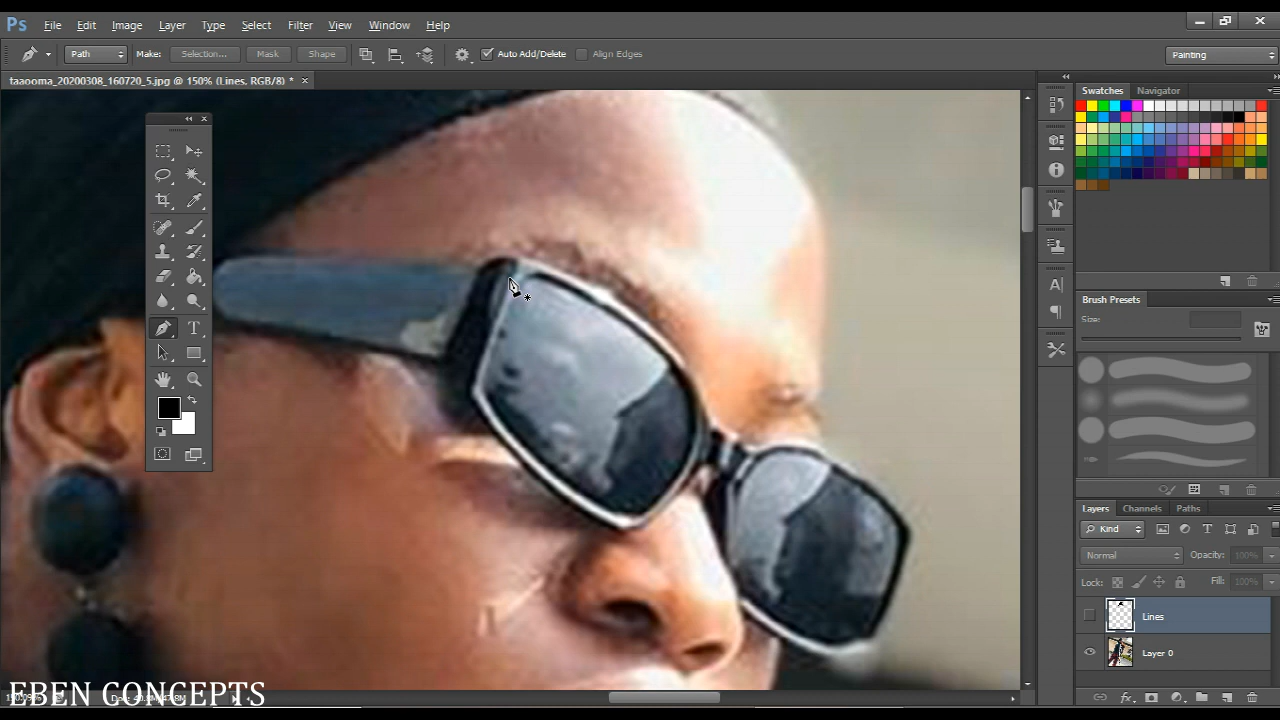 Ps File Edit Image Layer Type Select Filter View Window Help
Path Make: Selection... Mask Shape Auto Add/Delete Align Edges Painting
taaooma_20200308_160720_5.jpg @ 150% (Lines, RGB/8) *
Swatches Navigator
Brush Presets
Size:
Layers Channels Paths
Kind
Normal Opacity: 100%
Lock: Fill: 100%
Lines
Layer 0
EBEN CONCEPTS